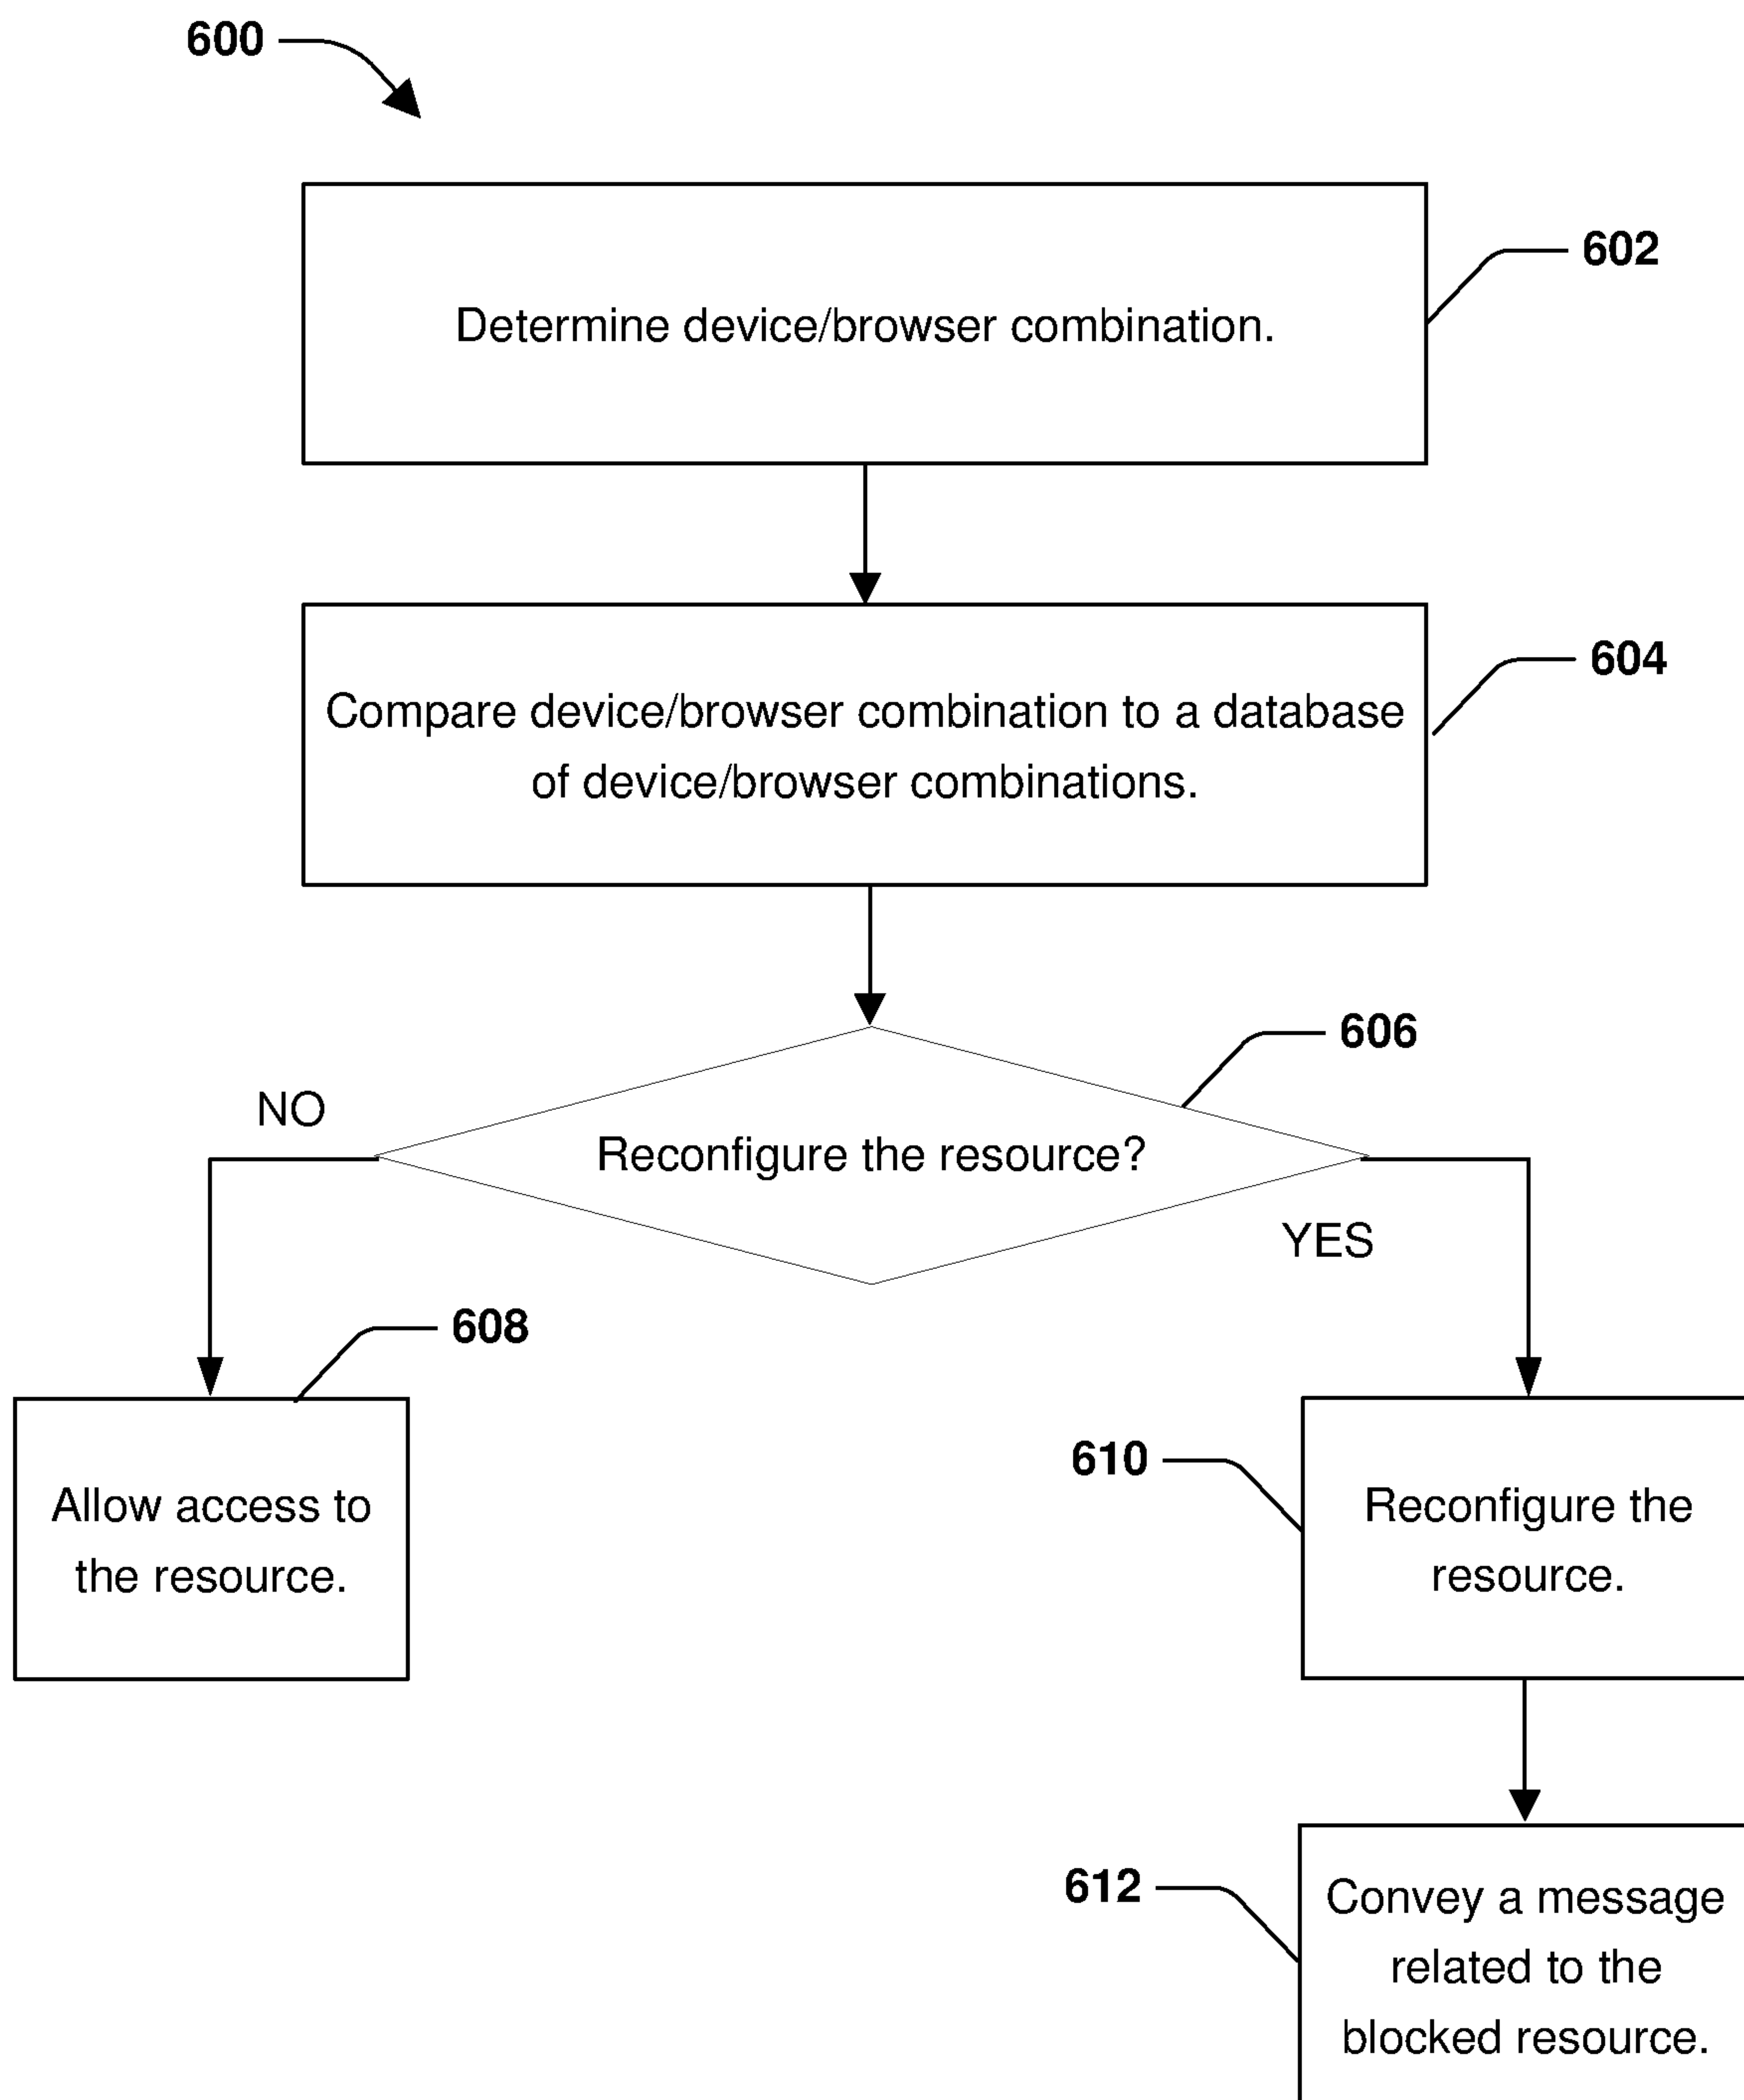 600
602
Determine device/browser combination.
604
Compare device/browser combination to a database
of device/browser combinations.
606
NO
Reconfigure the resource?
YES
608
Allow access to
the resource.
610
Reconfigure the
resource.
612
Convey a message
related to the
blocked resource.